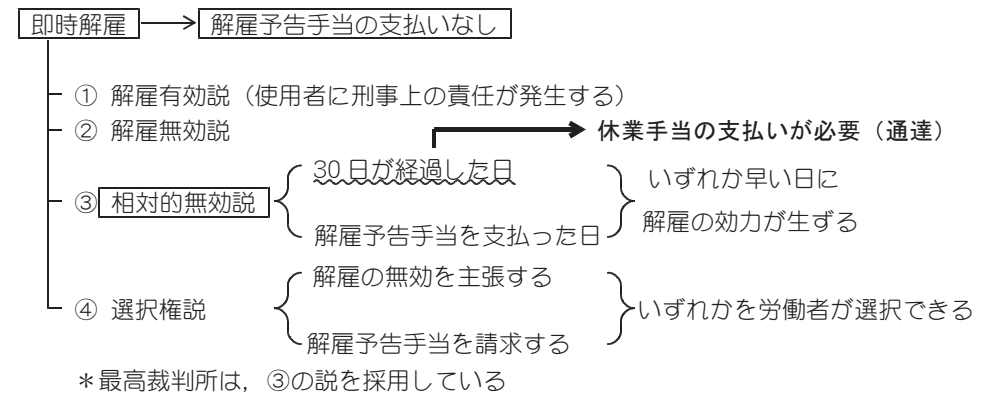 即時解雇 解雇予告手当の支払いなし
① 解雇有効説（使用者に刑事上の責任が発生する）
② 解雇無効説
休業手当の支払いが必要（通達）
③相対的無効説
30日が経過した日
解雇予告手当を支払った日
いずれか早い日に
解雇の効力が生ずる
④ 選択権説
解雇の無効を主張する
解雇予告手当を請求する
いずれかを労働者が選択できる
＊最高裁判所は，③の説を採用している